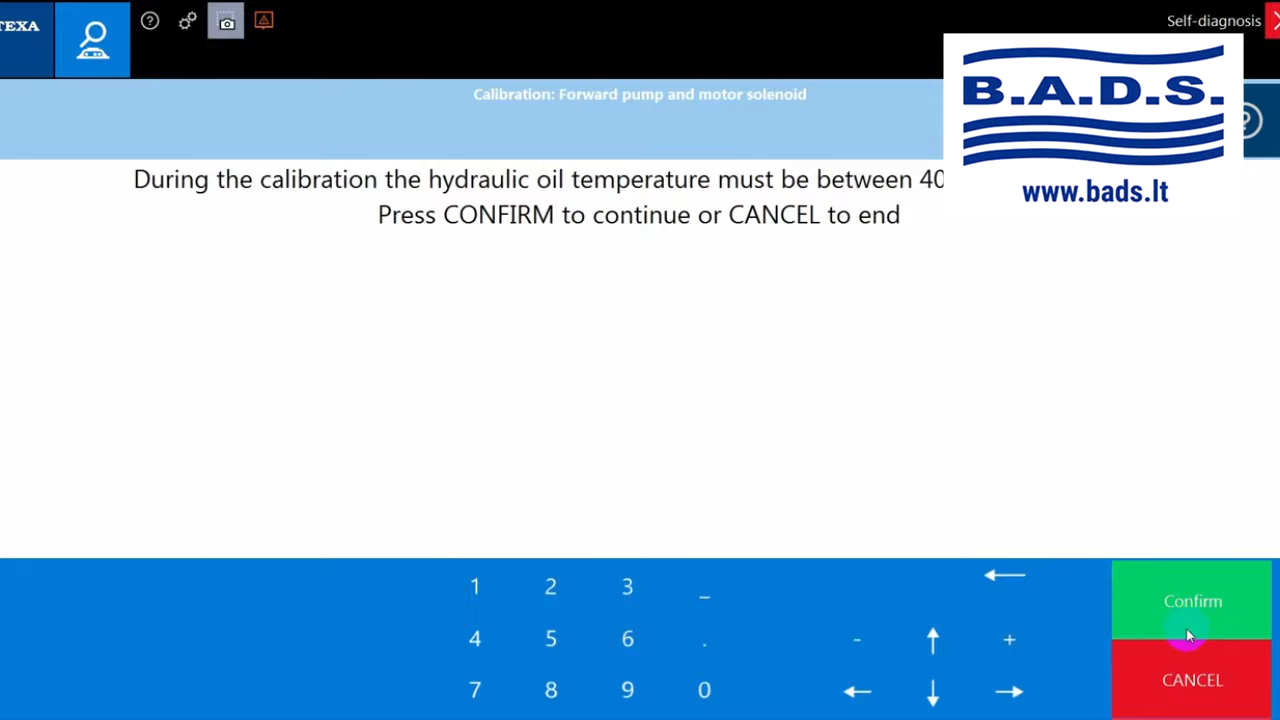 TEXA
Self-diagnosis
B.A.D.S.
www.bads.lt
Calibration: Forward pump and motor solenoid
During the calibration the hydraulic oil temperature must be between 40
Press CONFIRM to continue or CANCEL to end
1 2 3 _
4 5 6 . - +
7 8 9 0
Confirm
CANCEL